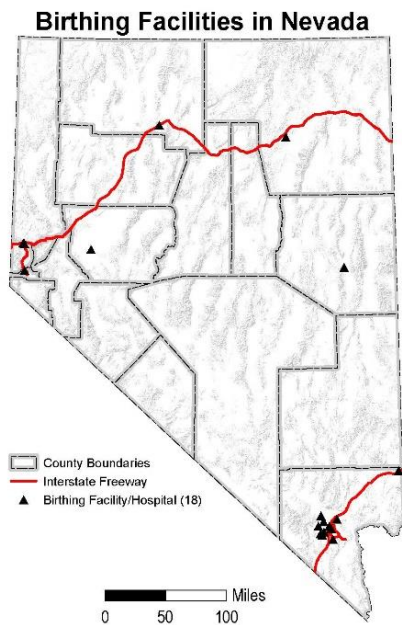 Birthing Facilities in Nevada
County Boundaries
Interstate Freeway
Birthing Facility/Hospital (18)
Miles
0 50 100